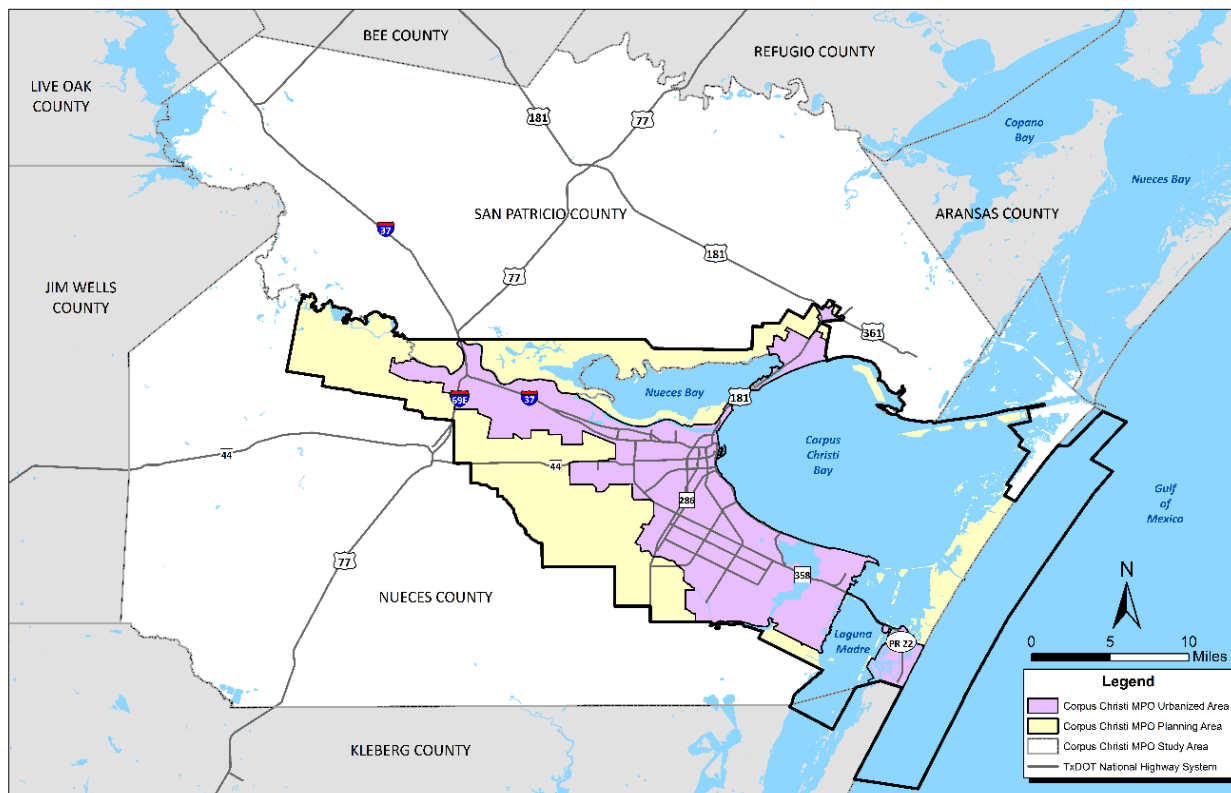 BEE COUNTY
REFUGIO COUNTY
LIVE OAK
COUNTY
181
77
Copano
Bay
Nueces Bay
SAN PATRICIO COUNTY
ARANSAS COUNTY
37
181
77
JIM WELLS
COUNTY
361
Nueces Bay
181
69E
37
Corpus
Christi
Bay
44
44
286
Gulf
of
Mexico
77
358
N
NUECES COUNTY
Laguna
Madre
PR 22
0 5 10
Miles
Legend
Corpus Christi MPO Urbanized Area
Corpus Christi MPO Planning Area
Corpus Christi MPO Study Area
TxDOT National Highway System
KLEBERG COUNTY